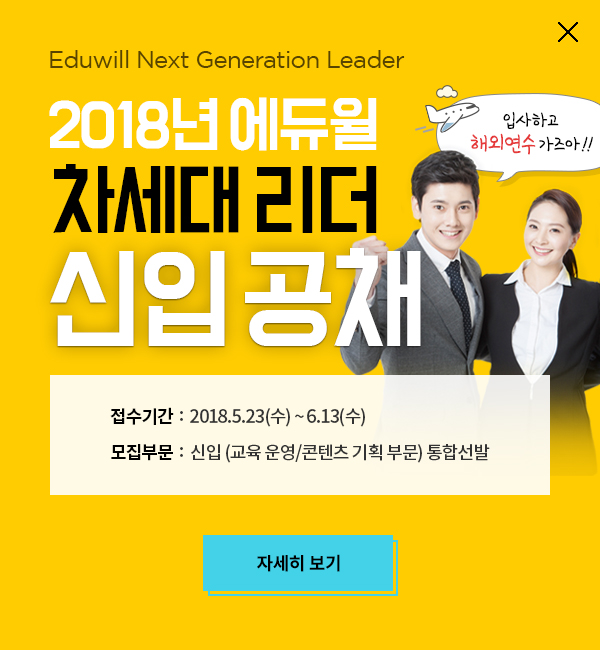 Eduwill Next Generation Leader
입사하고
해외연수 가즈아!!
2018년 에듀윌
차세대 리더
신입 공채
접수기간 : 2018.5.23(수) ~ 6.13(수)
모집부문 : 신입 (교육 운영/콘텐츠 기획 부문) 통합선발
자세히 보기